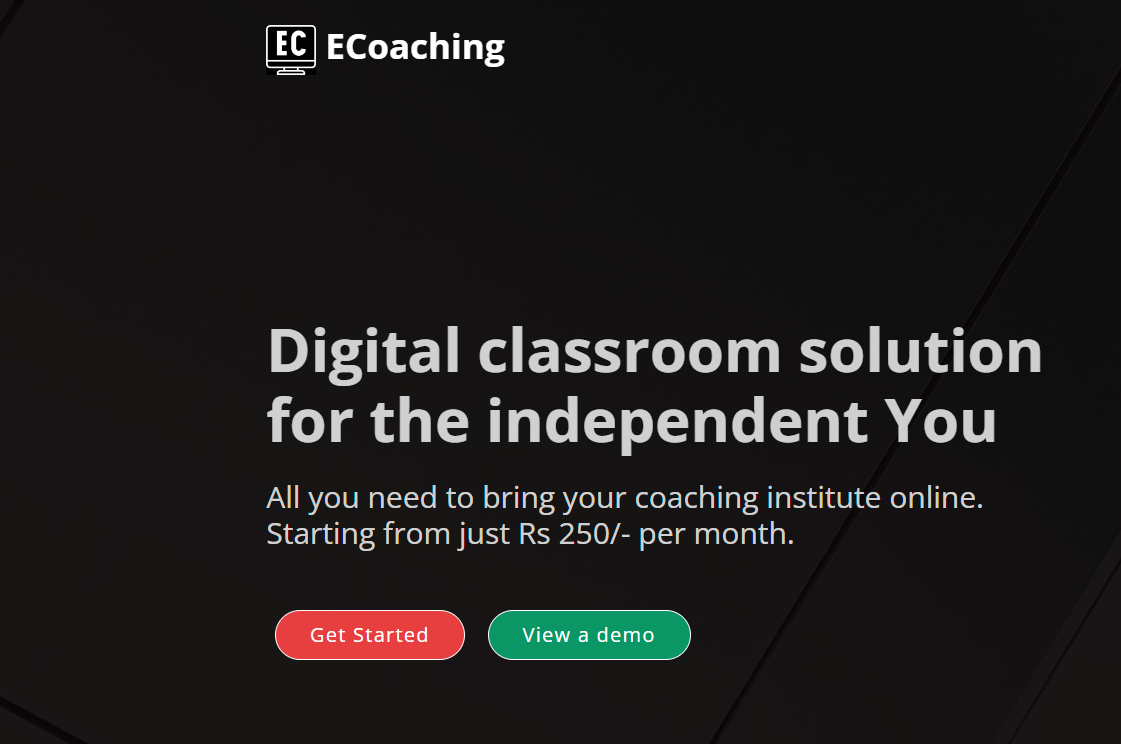 EC ECoaching
Digital classroom solution
for the independent You
All you need to bring your coaching institute online.
Starting from just Rs 250/- per month.
Get Started View a demo